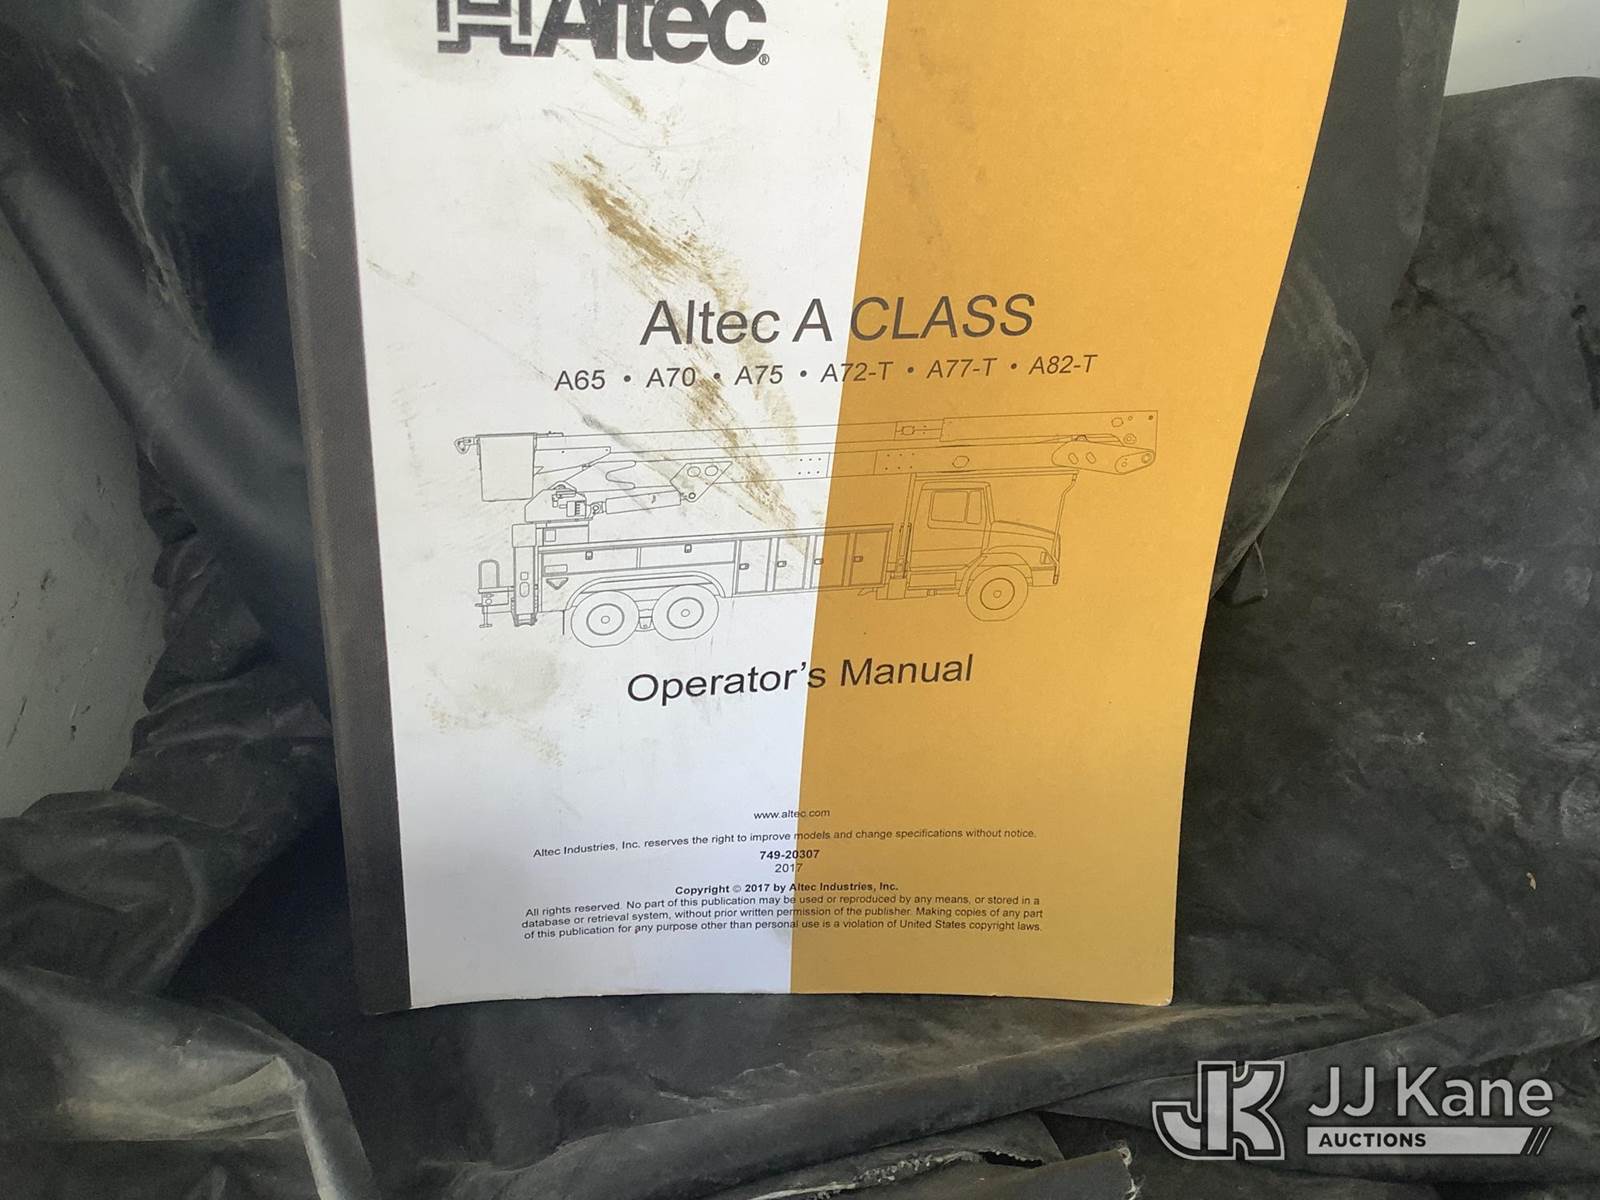 Altec®
Altec A CLASS
A65 • A70 • A75 • A72-T • A77-T • A82-T
Operator's Manual
www.altec.com
Altec Industries, Inc. reserves the right to improve models and change specifications without notice.
749-20307
2017
Copyright © 2017 by Altec Industries, Inc.
All rights reserved. No part of this publication may be used or reproduced by any means, or stored in a
database or retrieval system, without prior written permission of the publisher. Making copies of any part
of this publication for any purpose other than personal use is a violation of United States copyright laws.
JK JJ Kane
AUCTIONS